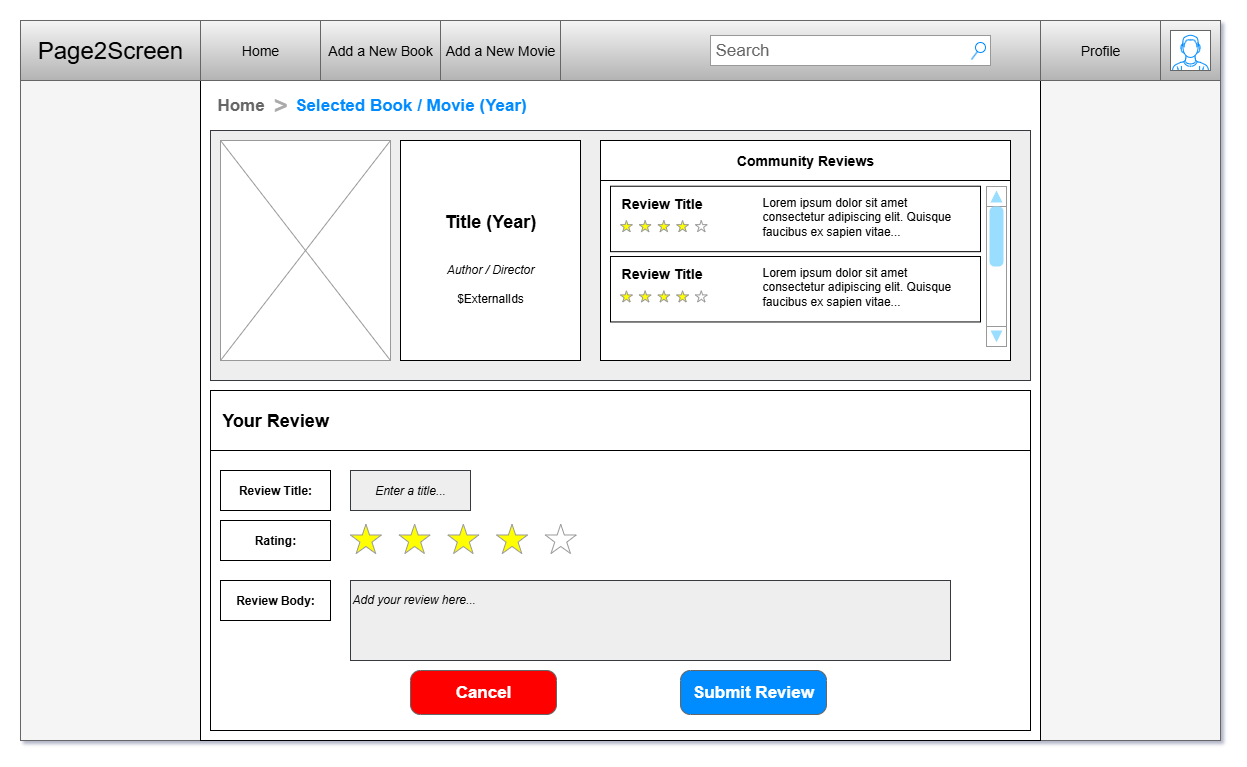 Page2Screen
Home
Add a New Book
Add a New Movie
Search
Profile
Home > Selected Book / Movie (Year)
Title (Year)
Author / Director
$ExternalIds
Community Reviews
Review Title
Lorem ipsum dolor sit amet
consectetur adipiscing elit. Quisque
faucibus ex sapien vitae...
Review Title
Lorem ipsum dolor sit amet
consectetur adipiscing elit. Quisque
faucibus ex sapien vitae...
Your Review
Review Title:
Enter a title...
Rating:
Review Body:
Add your review here...
Cancel
Submit Review